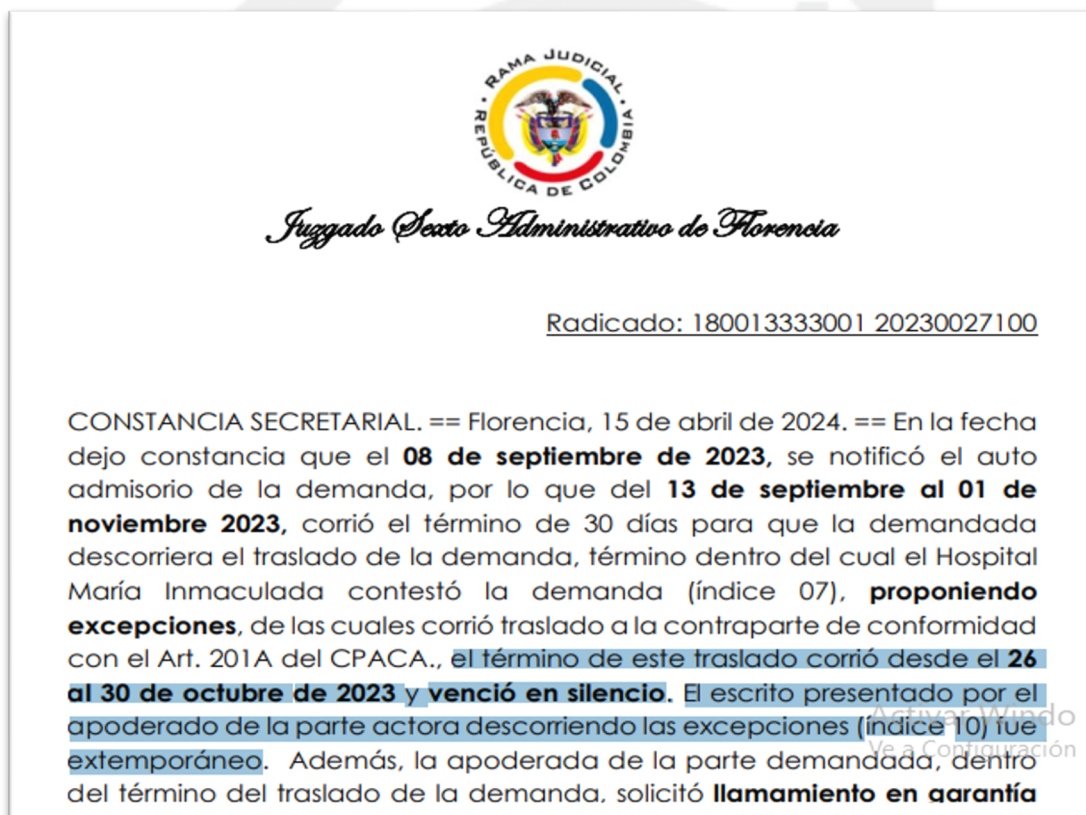 RAMA JUDICIAL
REPÚBLICA DE COLOMBIA
Juzgado Sexto Administrativo de Florencia
Radicado: 180013333001 20230027100
CONSTANCIA SECRETARIAL. == Florencia, 15 de abril de 2024. == En la fecha
dejo constancia que el 08 de septiembre de 2023, se notificó el auto
admisorio de la demanda, por lo que del 13 de septiembre al 01 de
noviembre 2023, corrió el término de 30 días para que la demandada
descorriera el traslado de la demanda, término dentro del cual el Hospital
María Inmaculada contestó la demanda (índice 07), proponiendo
excepciones, de las cuales corrió traslado a la contraparte de conformidad
con el Art. 201A del CPACA., el término de este traslado corrió desde el 26
al 30 de octubre de 2023 y venció en silencio. El escrito presentado por el
apoderado de la parte actora descorriendo las excepciones (índice 10) fue
extemporáneo. Además, la apoderada de la parte demandada, dentro
del término del traslado de la demanda, solicitó llamamiento en garantía
Activar Windo
Ve a Configuración